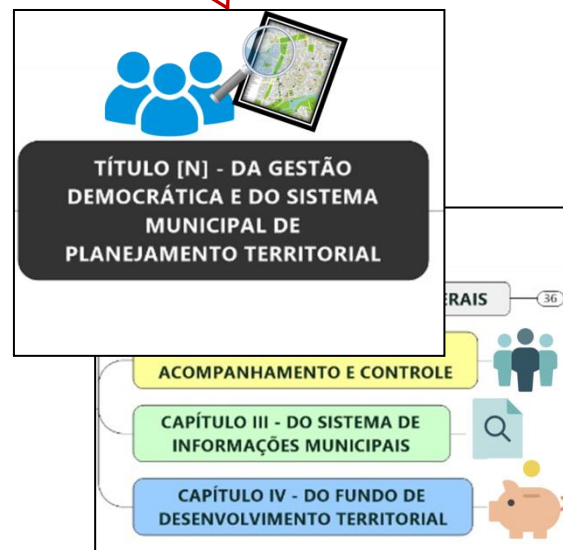 TÍTULO [N] - DA GESTÃO
DEMOCRÁTICA E DO SISTEMA
MUNICIPAL DE
PLANEJAMENTO TERRITORIAL
ERAIS
36
ACOMPANHAMENTO E CONTROLE
CAPÍTULO III - DO SISTEMA DE
INFORMAÇÕES MUNICIPAIS
CAPÍTULO IV - DO FUNDO DE
DESENVOLVIMENTO TERRITORIAL